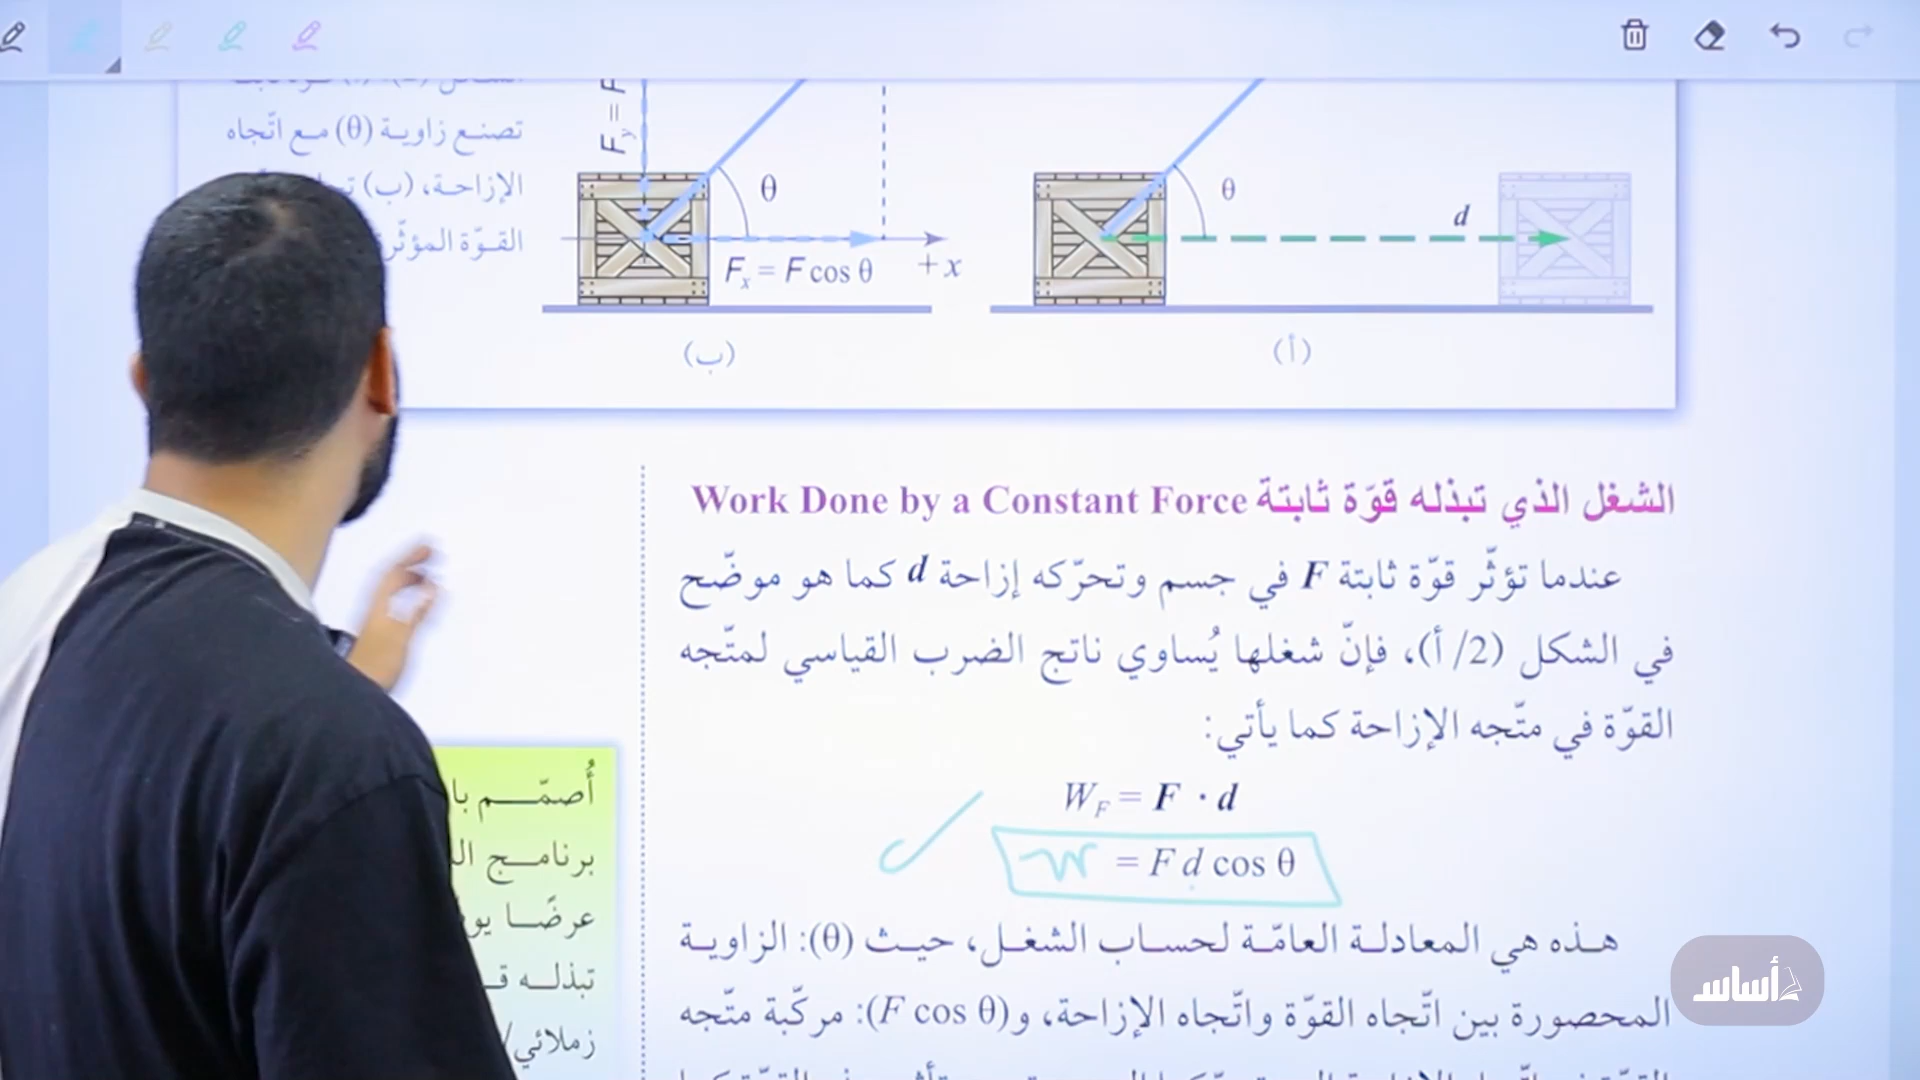 تصنع زاوية (θ) مع اتّجاه
الإزاحة، (ب)
القوّة المؤثّرة
θ
F_x = F cos θ
+ x
(ب)
θ
d
(أ)
الشغل الذي تبذله قوّة ثابتة Work Done by a Constant Force
عندما تؤثّر قوّة ثابتة F في جسم وتحرّكه إزاحة d كما هو موضّح
في الشكل (2/ أ)، فإنّ شغلها يُساوي ناتج الضرب القياسي لمتّجه
القوّة في متّجه الإزاحة كما يأتي:
W_F = F · d
W = F d cos θ
هذه هي المعادلة العامّة لحساب الشغل، حيث (θ): الزاوية
المحصورة بين اتّجاه القوّة واتّجاه الإزاحة، و(F cos θ): مركّبة متّجه
أُصمّم
برنامج
عرضًا
تبذله
زملائي/
أساس